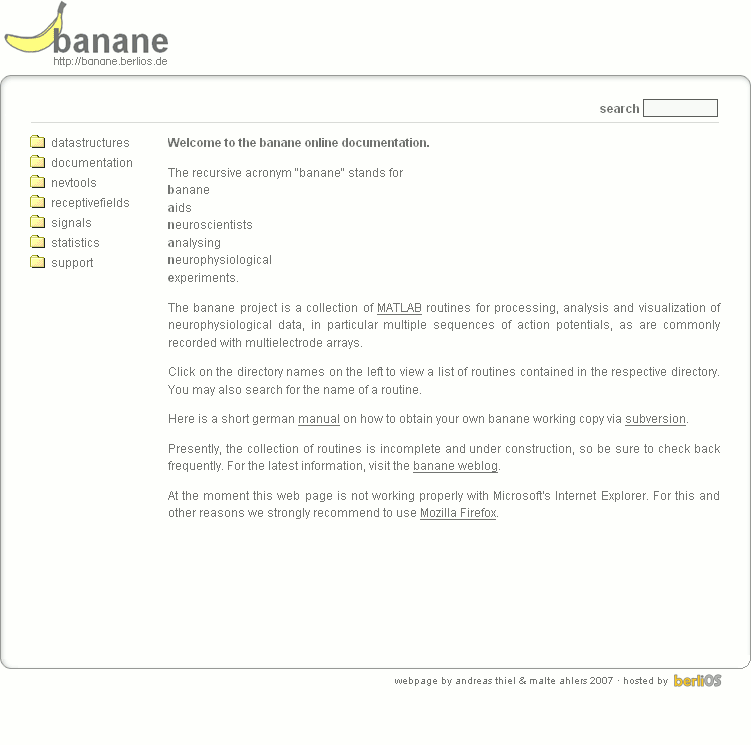 banane
http://banane.berlios.de
search
datastructures
documentation
nevtools
receptivefields
signals
statistics
support
Welcome to the banane online documentation.
The recursive acronym "banane" stands for
banane
aids
neuroscientists
analysing
neurophysiological
experiments.
The banane project is a collection of MATLAB routines for processing, analysis and visualization of
neurophysiological data, in particular multiple sequences of action potentials, as are commonly
recorded with multielectrode arrays.
Click on the directory names on the left to view a list of routines contained in the respective directory.
You may also search for the name of a routine.
Here is a short german manual on how to obtain your own banane working copy via subversion.
Presently, the collection of routines is incomplete and under construction, so be sure to check back
frequently. For the latest information, visit the banane weblog.
At the moment this web page is not working properly with Microsoft's Internet Explorer. For this and
other reasons we strongly recommend to use Mozilla Firefox.
webpage by andreas thiel & malte ahlers 2007 · hosted by berliOS